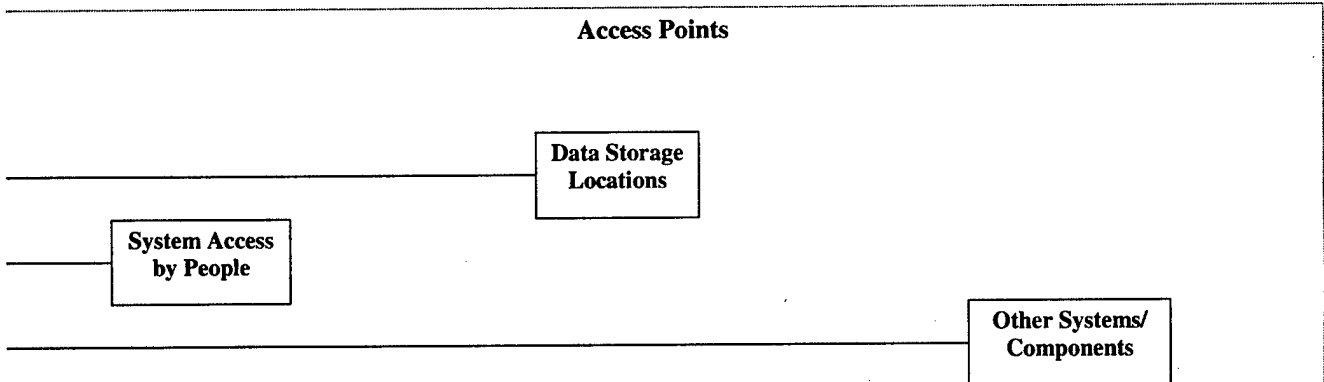 Access Points
Data Storage
Locations
System Access
by People
Other Systems/
Components